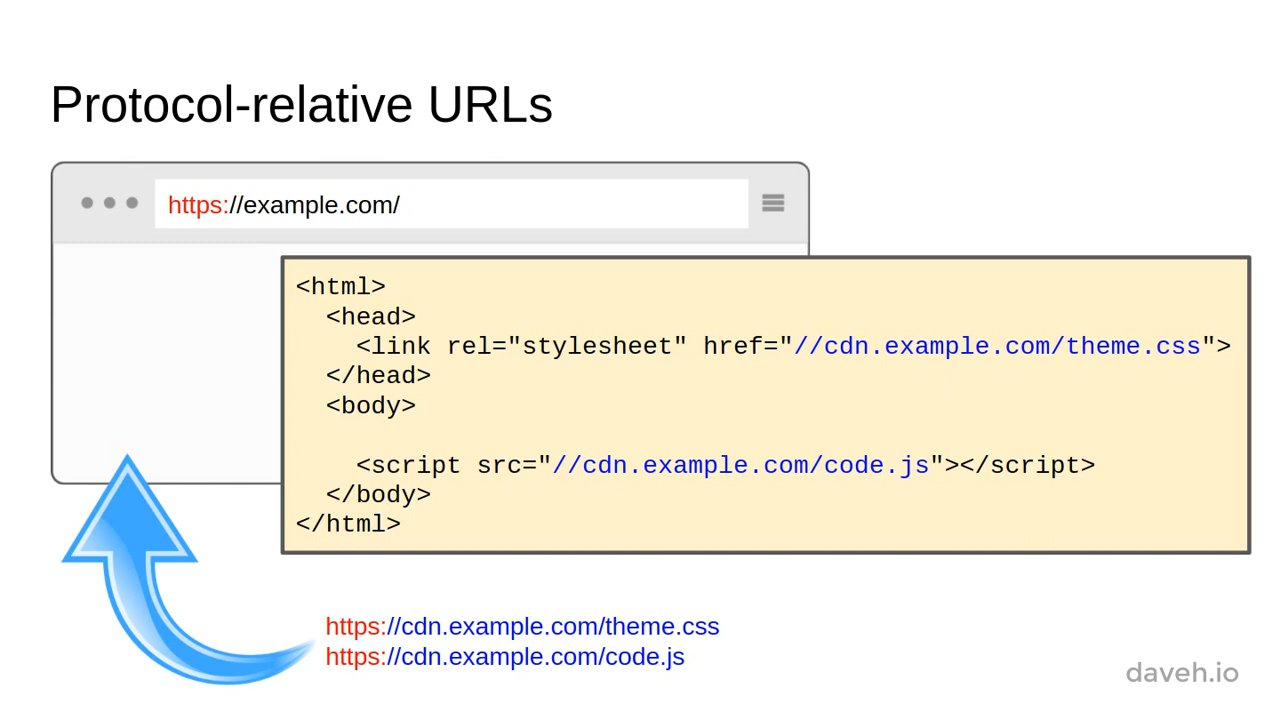 Protocol-relative URLs
https://example.com/
<html>
<head>
<link rel="stylesheet" href="//cdn.example.com/theme.css">
</head>
<body>
<script src="//cdn.example.com/code.js"></script>
</body>
</html>
https://cdn.example.com/theme.css
https://cdn.example.com/code.js
daveh.io